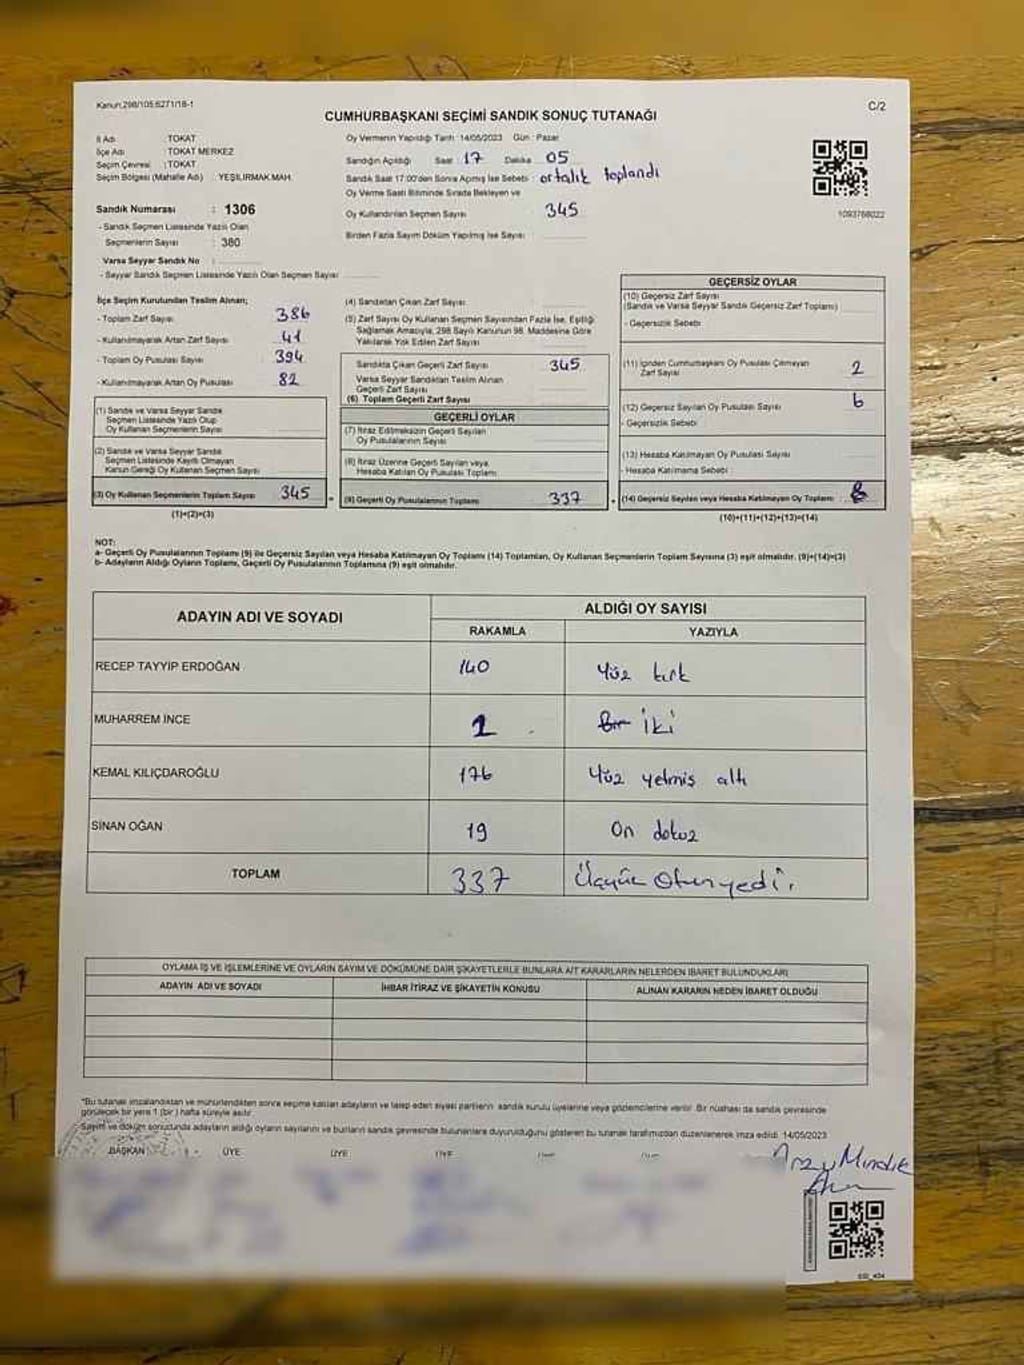 Kanun;298/105,6271/18-1
C/2
CUMHURBAŞKANI SEÇİMİ SANDIK SONUÇ TUTANAĞI
İl Adı : TOKAT
İlçe Adı : TOKAT MERKEZ
Seçim Çevresi : TOKAT
Seçim Bölgesi (Mahalle Adı) : YEŞİLIRMAK MAH.
Oy Vermenin Yapıldığı Tarih : 14/05/2023 Gün : Pazar
Sandığın Açıldığı Saat 17 Dakika 05
Sandık Saat 17:00'den Sonra Açılmış İse Sebebi : ortalık toplandı
Oy Verme Saati Bitiminde Sırada Bekleyen ve
Oy Kullandırılan Seçmen Sayısı 345
Birden Fazla Sayım Döküm Yapılmış İse Sayısı
1093768022
Sandık Numarası : 1306
- Sandık Seçmen Listesinde Yazılı Olan
Seçmenlerin Sayısı : 380
Varsa Seyyar Sandık No :
- Seyyar Sandık Seçmen Listesinde Yazılı Olan Seçmen Sayısı
İlçe Seçim Kurulundan Teslim Alınan;
- Toplam Zarf Sayısı 386
- Kullanılmayarak Artan Zarf Sayısı 41
- Toplam Oy Pusulası Sayısı 394
- Kullanılmayarak Artan Oy Pusulası 82
(1) Sandık ve Varsa Seyyar Sandık
Seçmen Listesinde Kayıtlı Olup
Oy Kullanan Seçmenlerin Sayısı
(2) Sandık ve Varsa Seyyar Sandık
Seçmen Listesinde Kayıtlı Olmayan
Kanun Gereği Oy Kullanan Seçmen Sayısı
(3) Oy Kullanan Seçmenlerin Toplam Sayısı 345
(1)+(2)=(3)
(4) Sandıktan Çıkan Zarf Sayısı
(5) Zarf Sayısı Oy Kullanan Seçmen Sayısından Fazla İse, Eşitliği
Sağlamak Amacıyla, 298 Sayılı Kanunun 98. Maddesine Göre
Yakılarak Yok Edilen Zarf Sayısı
Sandıkta Çıkan Geçerli Zarf Sayısı 345
Varsa Seyyar Sandıktan Teslim Alınan
Geçerli Zarf Sayısı
(6) Toplam Geçerli Zarf Sayısı
GEÇERLİ OYLAR
(7) İtiraz Edilmeksizin Geçerli Sayılan
Oy Pusulalarının Sayısı
(8) İtiraz Üzerine Geçerli Sayılan veya
Hesaba Katılan Oy Pusulası Toplamı
(9) Geçerli Oy Pusulalarının Toplamı 337
GEÇERSİZ OYLAR
(10) Geçersiz Zarf Sayısı
(Sandık ve Varsa Seyyar Sandık Geçersiz Zarf Toplamı)
- Geçersizlik Sebebi
(11) İçinden Cumhurbaşkanı Oy Pusulası Çıkmayan
Zarf Sayısı 2
(12) Geçersiz Sayılan Oy Pusulası Sayısı 6
- Geçersizlik Sebebi
(13) Hesaba Katılmayan Oy Pusulası Sayısı
- Hesaba Katılmama Sebebi :
(14) Geçersiz Sayılan veya Hesaba Katılmayan Oy Toplamı 8
(10)+(11)+(12)+(13)=(14)
NOT:
a- Geçerli Oy Pusulalarının Toplamı (9) ile Geçersiz Sayılan veya Hesaba Katılmayan Oy Toplamı (14) Toplamları, Oy Kullanan Seçmenlerin Toplam Sayısına (3) eşit olmalıdır. (9)+(14)=(3)
b- Adayların Aldığı Oyların Toplamı, Geçerli Oy Pusulalarının Toplamına (9) eşit olmalıdır.
ADAYIN ADI VE SOYADI ALDIĞI OY SAYISI
RAKAMLA YAZIYLA
RECEP TAYYİP ERDOĞAN 140 Yüz kırk
MUHARREM İNCE 2 Bir iki
KEMAL KILIÇDAROĞLU 176 Yüz yetmiş altı
SİNAN OĞAN 19 On dokuz
TOPLAM 337 Üçyüz Otuzyedi.
OYLAMA İŞ VE İŞLEMLERİNE VE OYLARIN SAYIM VE DÖKÜMÜNE DAİR ŞİKAYETLERLE BUNLARA AİT KARARLARIN NELERDEN İBARET BULUNDUKLARI
ADAYIN ADI VE SOYADI İHBAR İTİRAZ VE ŞİKAYETİN KONUSU ALINAN KARARIN NEDEN İBARET OLDUĞU
*Bu tutanak imzalandıktan ve mühürlendikten sonra seçime katılan adayların ve talep eden siyasi partilerin sandık kurulu üyelerine veya gözlemcilerine verilir. Bir nüshası da sandık çevresinde
görülecek bir yere 1 (bir) hafta süreyle asılır.
Sayım ve döküm sonucunda adayların aldığı oyların sayılarını ve bunların sandık çevresinde bulunanlara duyurulduğunu gösteren bu tutanak tarafımızdan düzenlenerek imza edildi. 14/05/2023
BAŞKAN ÜYE ÜYE ÜYE
Arzu Mındık